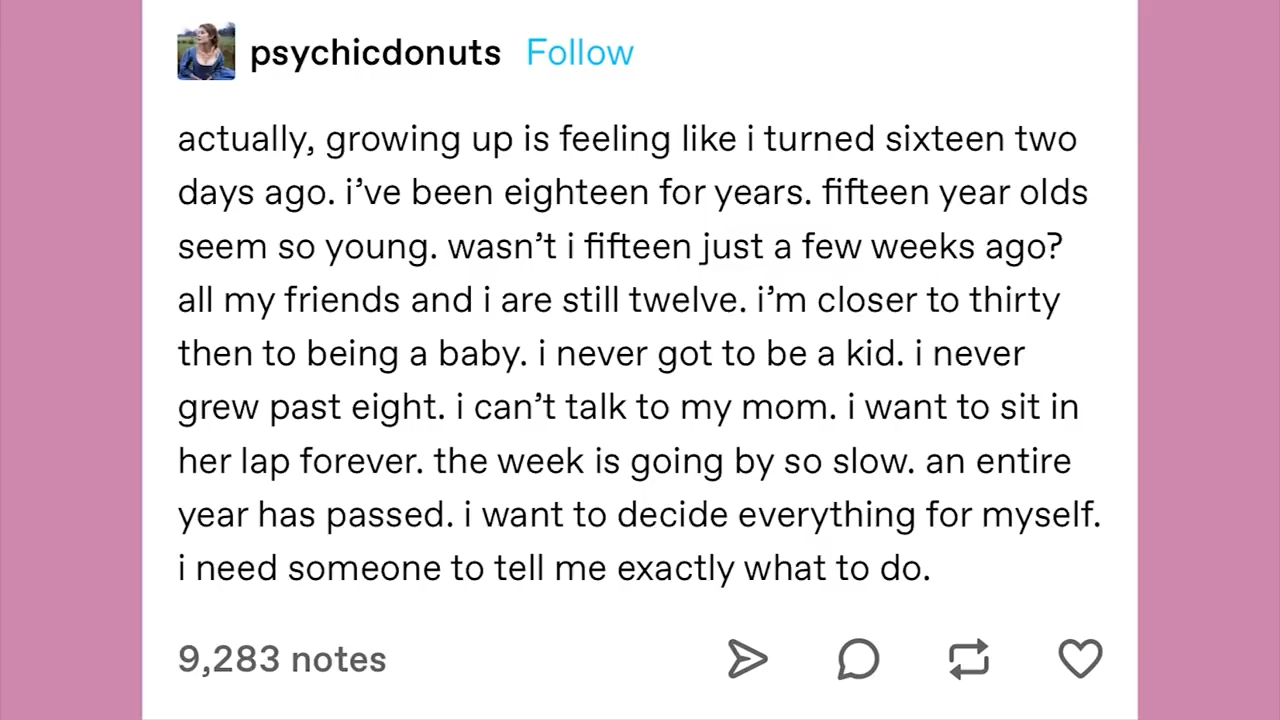 psychicdonuts Follow
actually, growing up is feeling like i turned sixteen two
days ago. i’ve been eighteen for years. fifteen year olds
seem so young. wasn’t i fifteen just a few weeks ago?
all my friends and i are still twelve. i’m closer to thirty
then to being a baby. i never got to be a kid. i never
grew past eight. i can’t talk to my mom. i want to sit in
her lap forever. the week is going by so slow. an entire
year has passed. i want to decide everything for myself.
i need someone to tell me exactly what to do.
9,283 notes